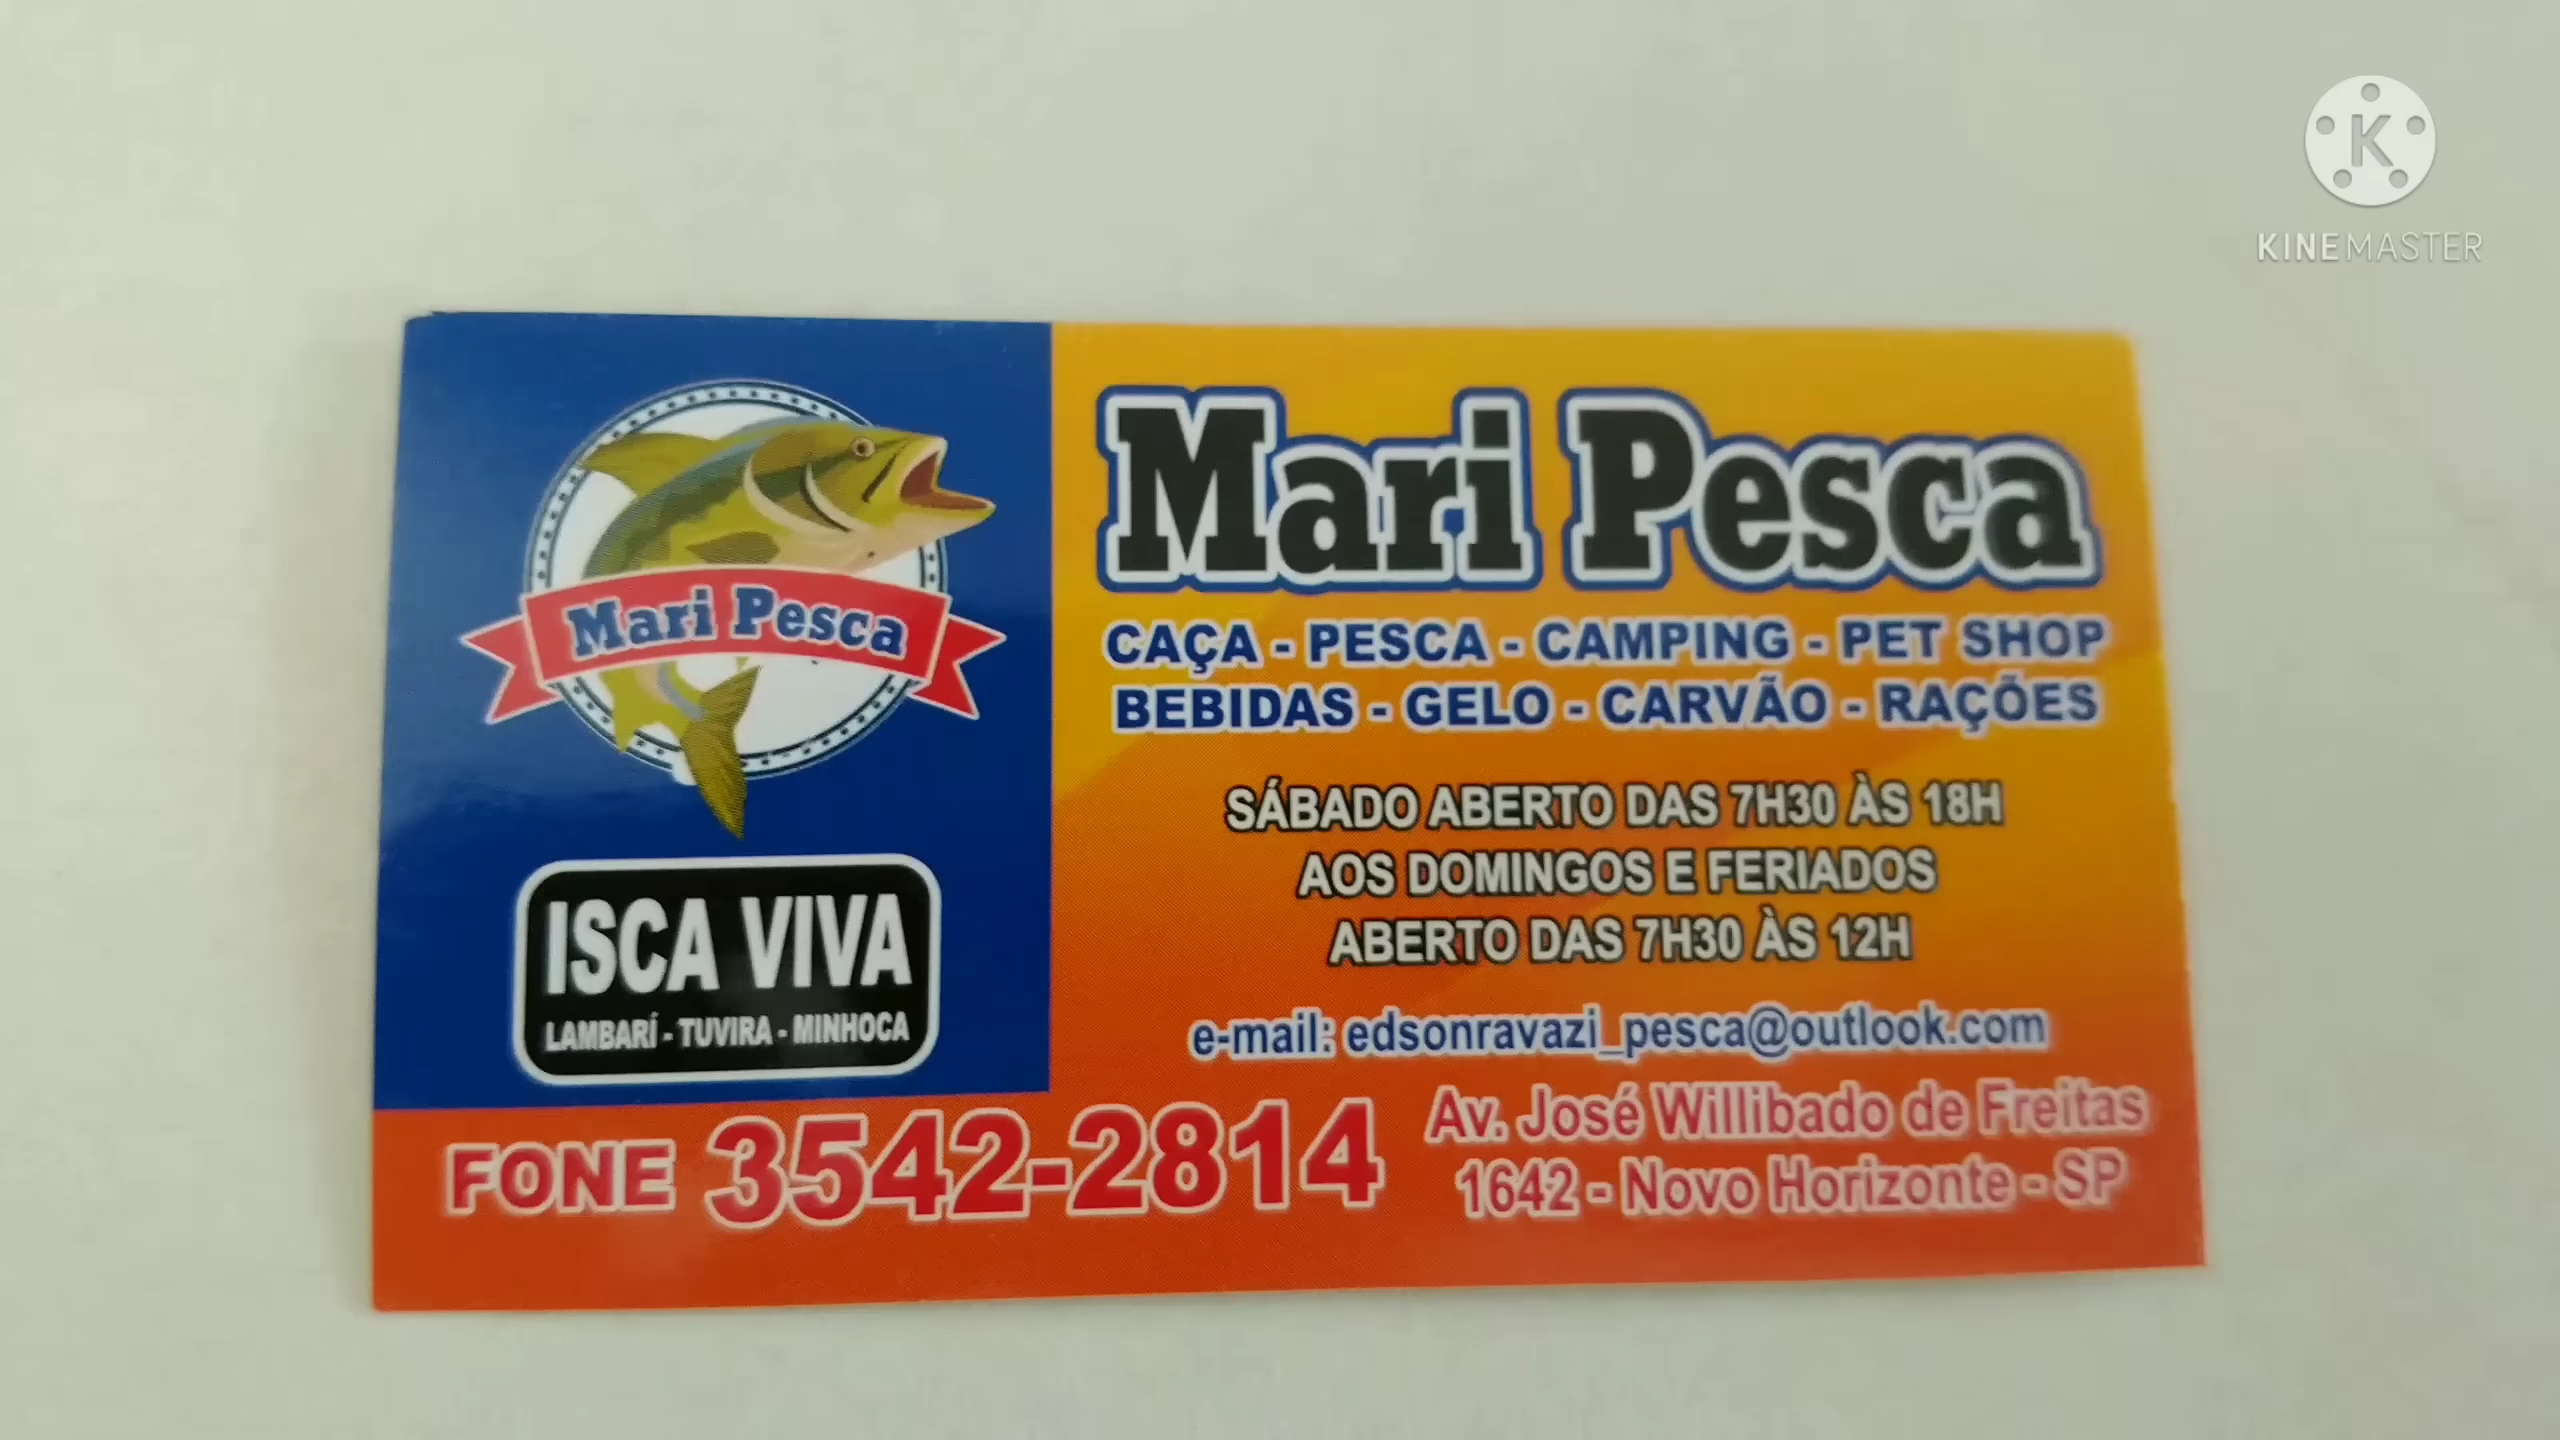 KINEMASTER
Mari Pesca
ISCA VIVA
LAMBARÍ - TUVIRA - MINHOCA
Mari Pesca
CAÇA - PESCA - CAMPING - PET SHOP
BEBIDAS - GELO - CARVÃO - RAÇÕES
SÁBADO ABERTO DAS 7H30 ÀS 18H
AOS DOMINGOS E FERIADOS
ABERTO DAS 7H30 ÀS 12H
e-mail: edsonravazi_pesca@outlook.com
FONE 3542-2814
Av. José Willibado de Freitas
1642 - Novo Horizonte - SP